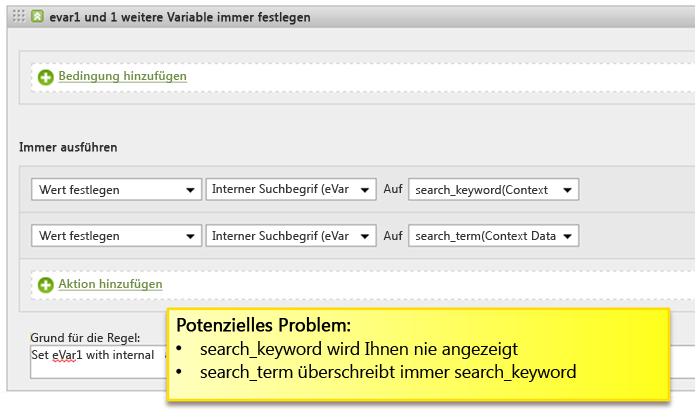 evar1 und 1 weitere Variable immer festlegen
Bedingung hinzufügen
Immer ausführen
Wert festlegen Interner Suchbegrif (eVar Auf search_keyword(Context
Wert festlegen Interner Suchbegrif (eVar Auf search_term(Context Data
Aktion hinzufügen
Grund für die Regel:
Set eVar1 with internal
Potenzielles Problem:
• search_keyword wird Ihnen nie angezeigt
• search_term überschreibt immer search_keyword